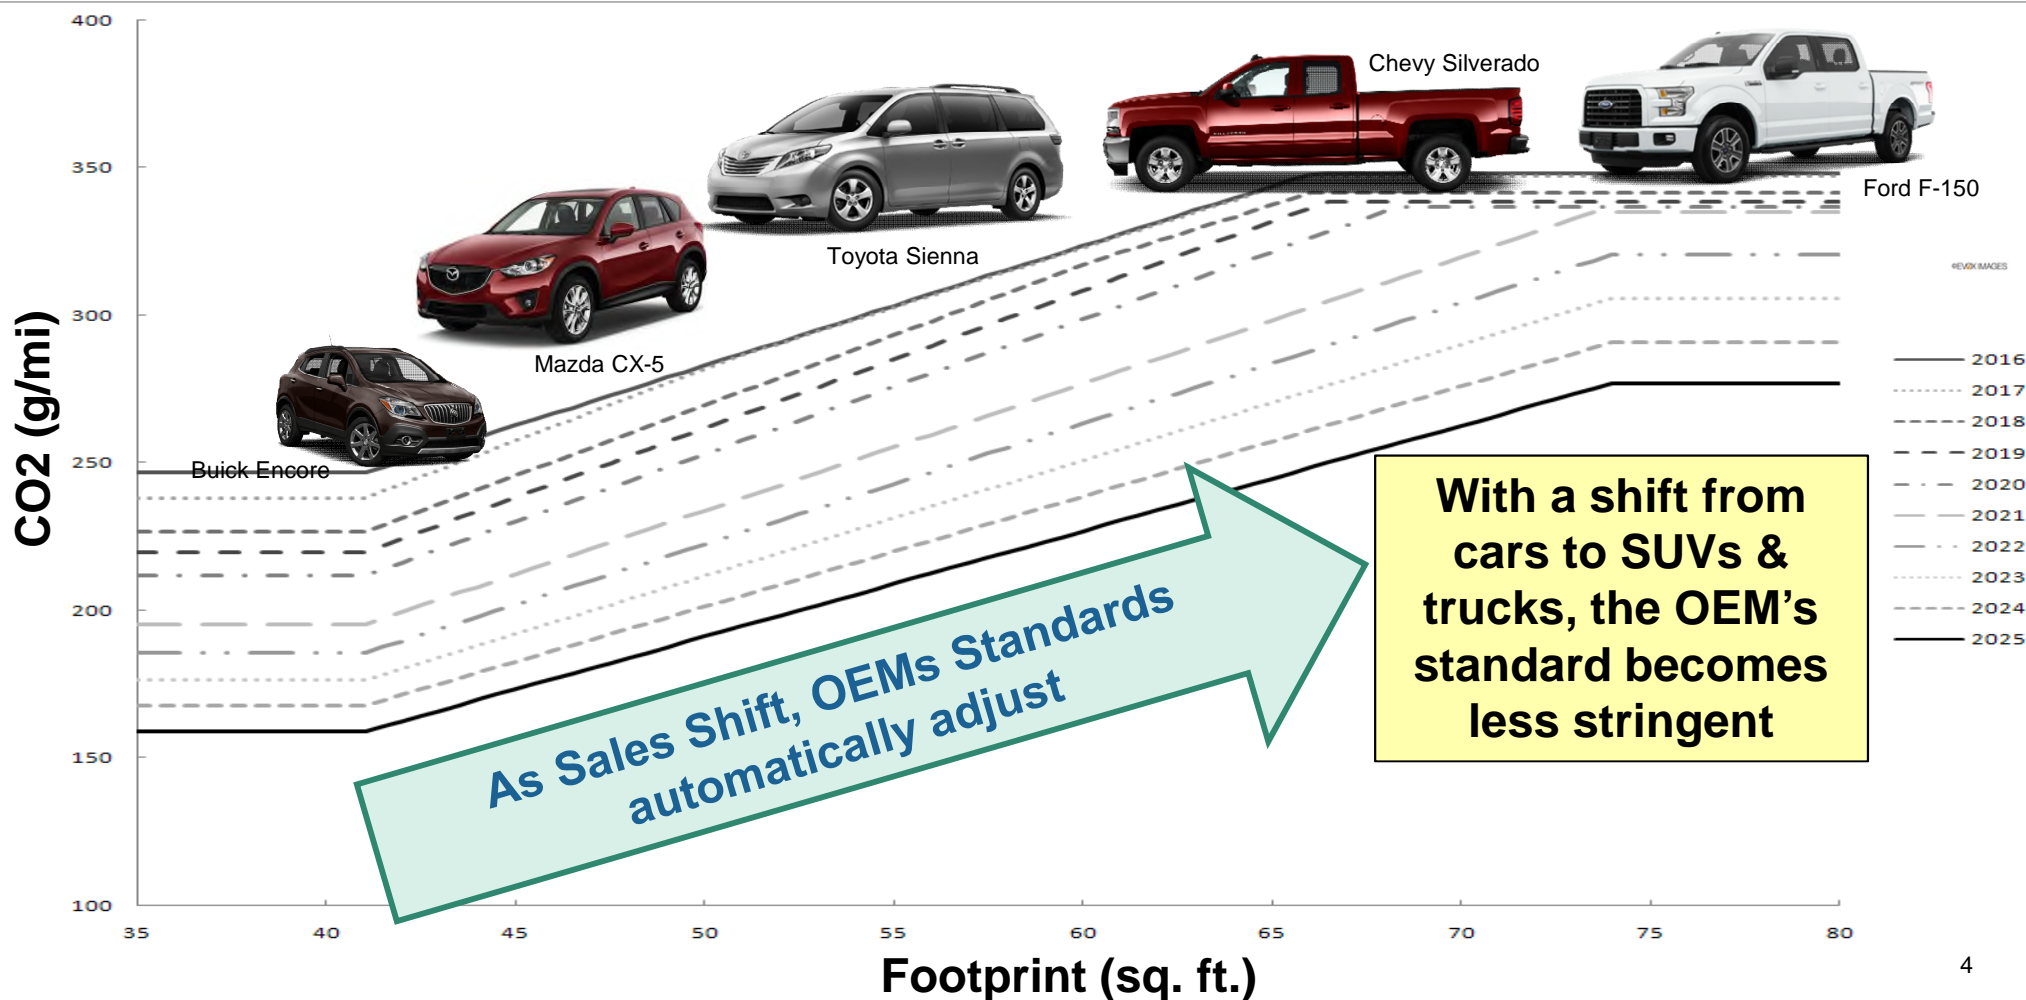 400
350
300
250
200
150
100
CO2 (g/mi)
Chevy Silverado
Ford F-150
Toyota Sienna
©EVOX IMAGES
Mazda CX-5
Buick Encore
2016
2017
2018
2019
2020
2021
2022
2023
2024
2025
With a shift from
cars to SUVs &
trucks, the OEM’s
standard becomes
less stringent
As Sales Shift, OEMs Standards
automatically adjust
35 40 45 50 55 60 65 70 75 80
Footprint (sq. ft.)
4